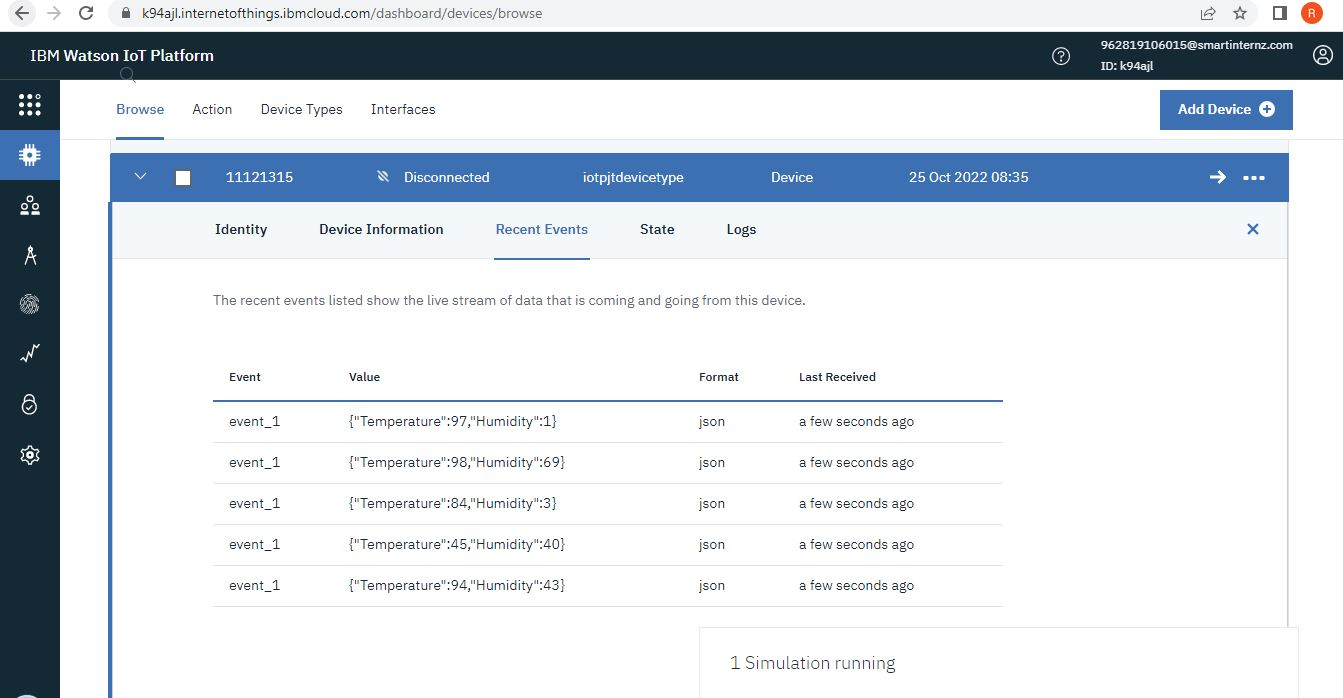 k94ajl.internetofthings.ibmcloud.com/dashboard/devices/browse
R
IBM Watson IoT Platform
962819106015@smartinternz.com
ID: k94ajl
Browse Action Device Types Interfaces Add Device
11121315 Disconnected iotpjtdevicetype Device 25 Oct 2022 08:35
Identity Device Information Recent Events State Logs
The recent events listed show the live stream of data that is coming and going from this device.
Event Value Format Last Received
event_1 {"Temperature":97,"Humidity":1} json a few seconds ago
event_1 {"Temperature":98,"Humidity":69} json a few seconds ago
event_1 {"Temperature":84,"Humidity":3} json a few seconds ago
event_1 {"Temperature":45,"Humidity":40} json a few seconds ago
event_1 {"Temperature":94,"Humidity":43} json a few seconds ago
1 Simulation running